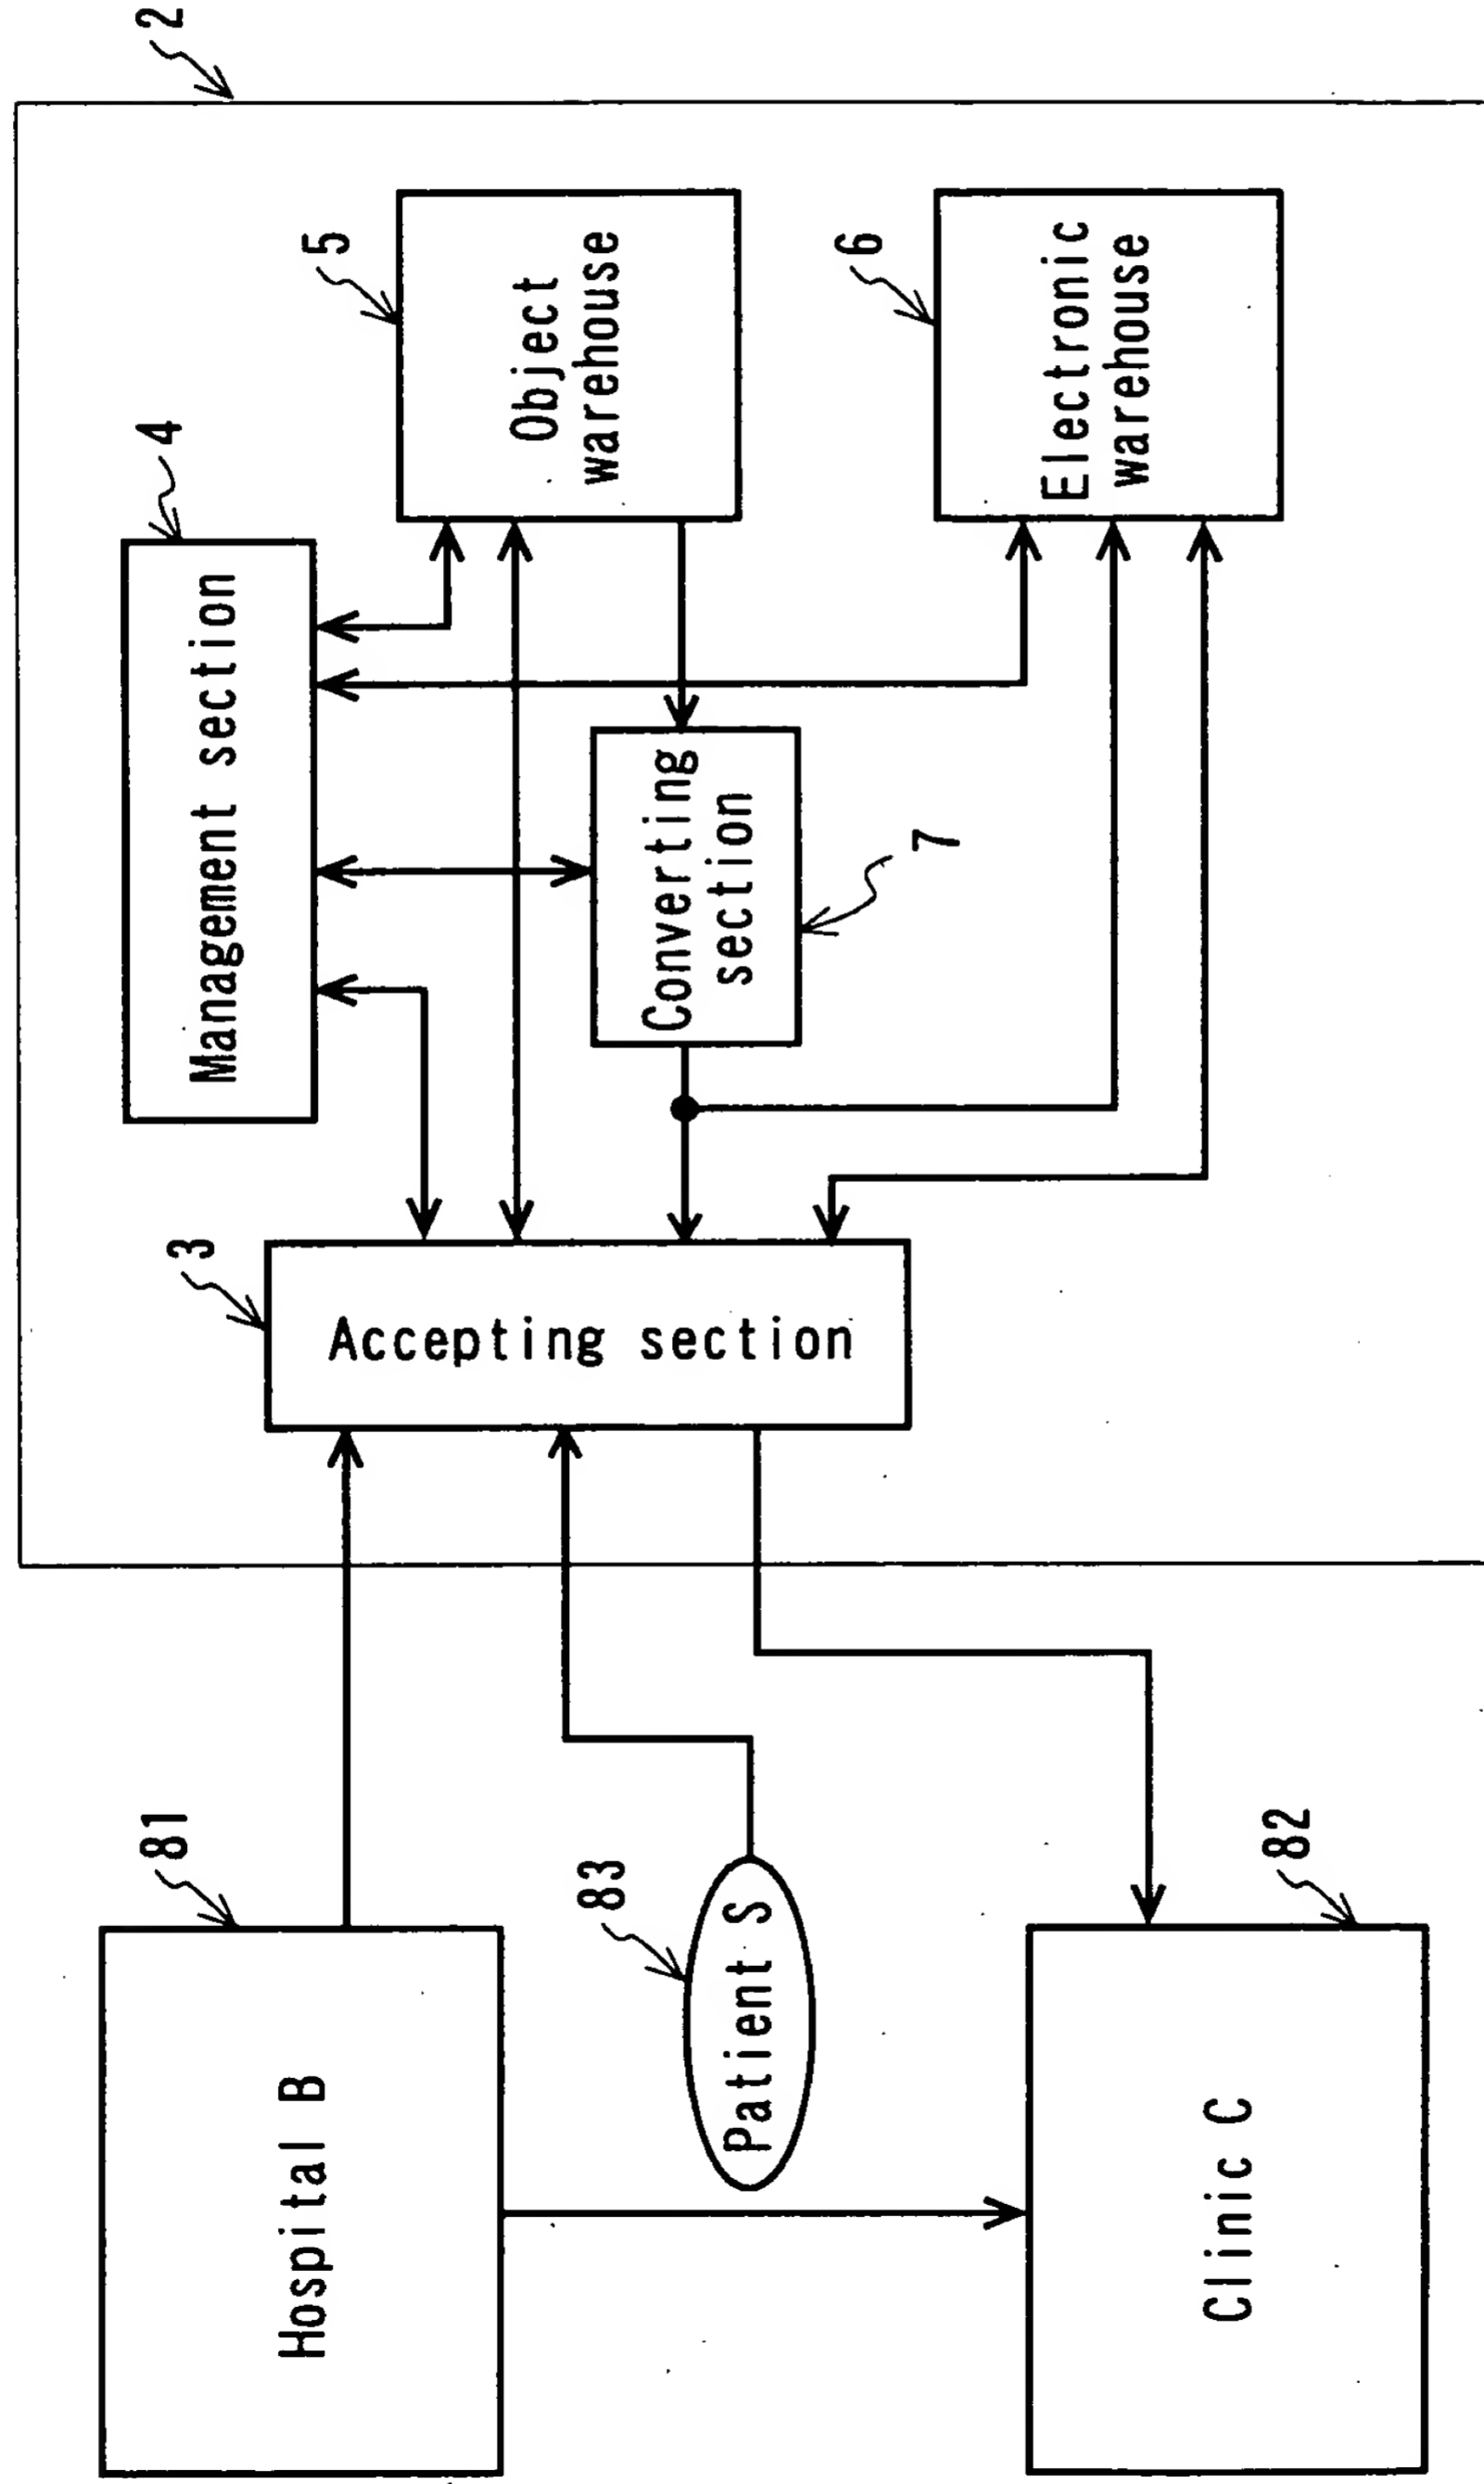 2
4
Management section
5
Object
warehouse
6
Electronic
warehouse
Converting
section
7
3
Accepting section
81
Hospital B
83
Patient S
82
Clinic C